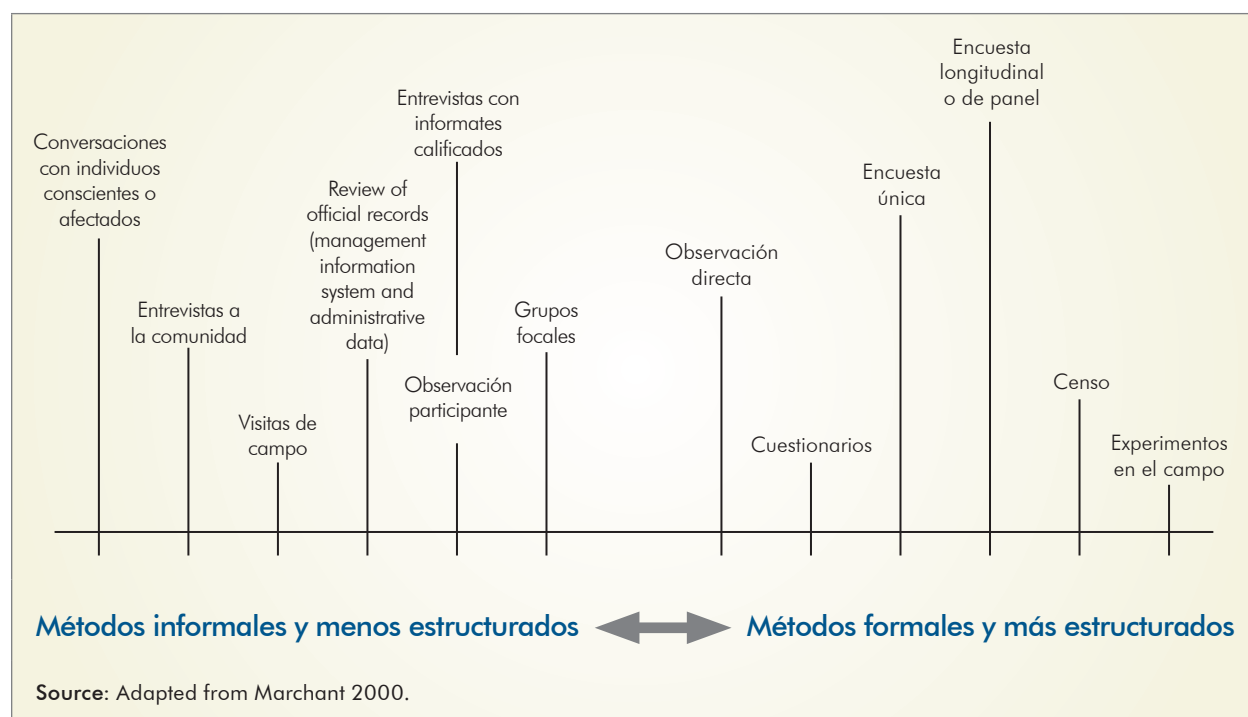 Conversaciones
con individuos
conscientes o
afectados
Entrevistas a
la comunidad
Visitas de
campo
Review of
official records
(management
information
system and
administrative
data)
Entrevistas con
informates
calificados
Observación
participante
Grupos
focales
Observación
directa
Cuestionarios
Encuesta
única
Encuesta
longitudinal
o de panel
Censo
Experimentos
en el campo
Métodos informales y menos estructurados
Métodos formales y más estructurados
Source: Adapted from Marchant 2000.